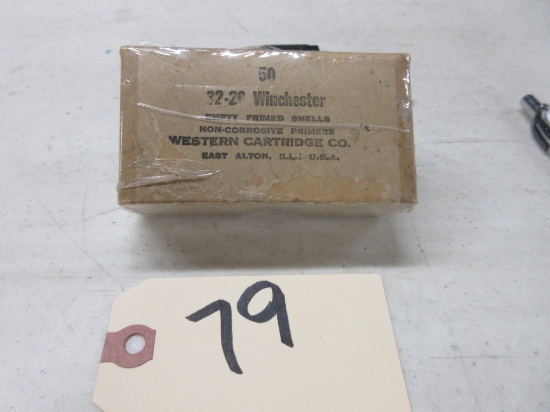 50
32-20 Winchester
EMPTY PRIMED SHELLS
NON-CORROSIVE PRIMERS
WESTERN CARTRIDGE CO.
EAST ALTON, ILL., U.S.A.
79